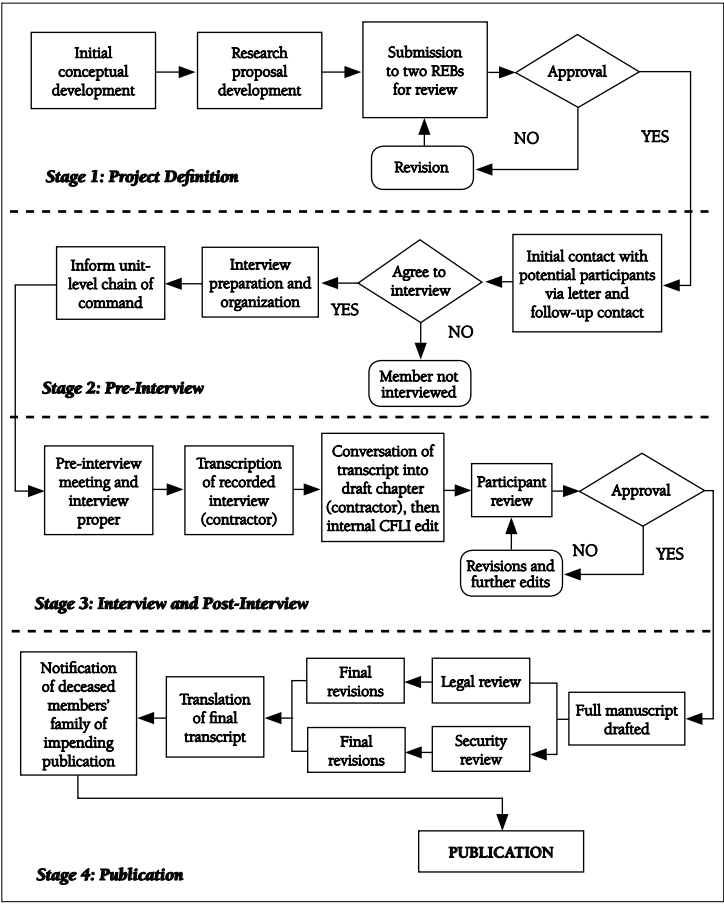 Initial
conceptual
development
Research
proposal
development
Submission
to two REBs
for review
Approval
NO
YES
Revision
Stage 1: Project Definition
Inform unit-
level chain of
command
Interview
preparation and
organization
YES
Agree to
interview
NO
Initial contact with
potential participants
via letter and
follow-up contact
Member not
interviewed
Stage 2: Pre-Interview
Pre-interview
meeting and
interview
proper
Transcription
of recorded
interview
(contractor)
Conversation of
transcript into
draft chapter
(contractor), then
internal CFLI edit
Participant
review
Approval
NO
YES
Revisions and
further edits
Stage 3: Interview and Post-Interview
Notification
of deceased
members'
family of
impending
publication
Translation
of final
transcript
Final
revisions
Legal review
Final
revisions
Security
review
Full manuscript
drafted
PUBLICATION
Stage 4: Publication